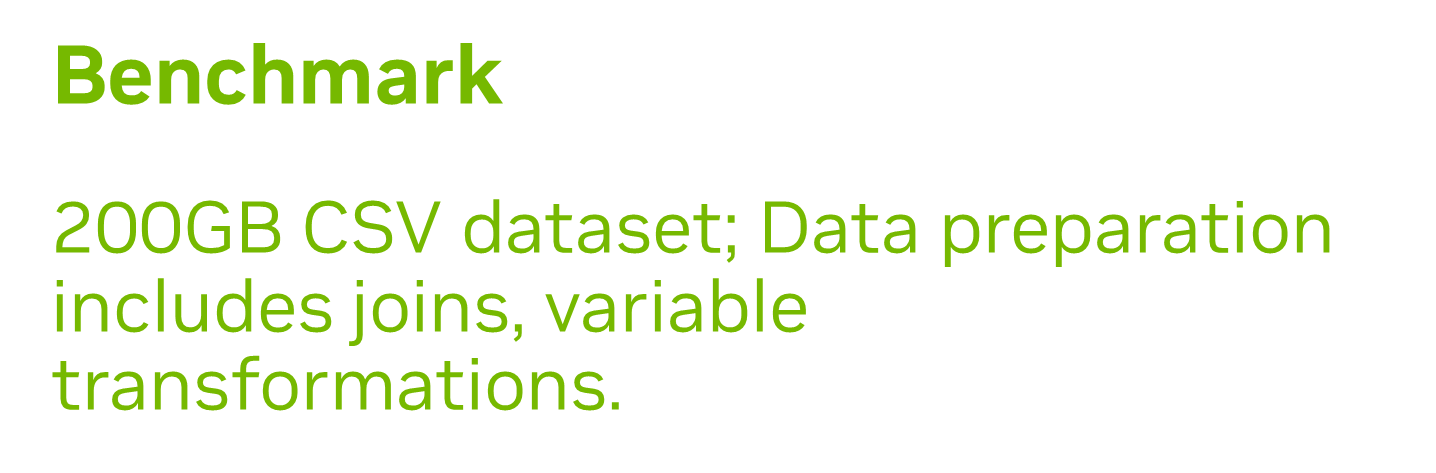 Benchmark
200GB CSV dataset; Data preparation
includes joins, variable
transformations.